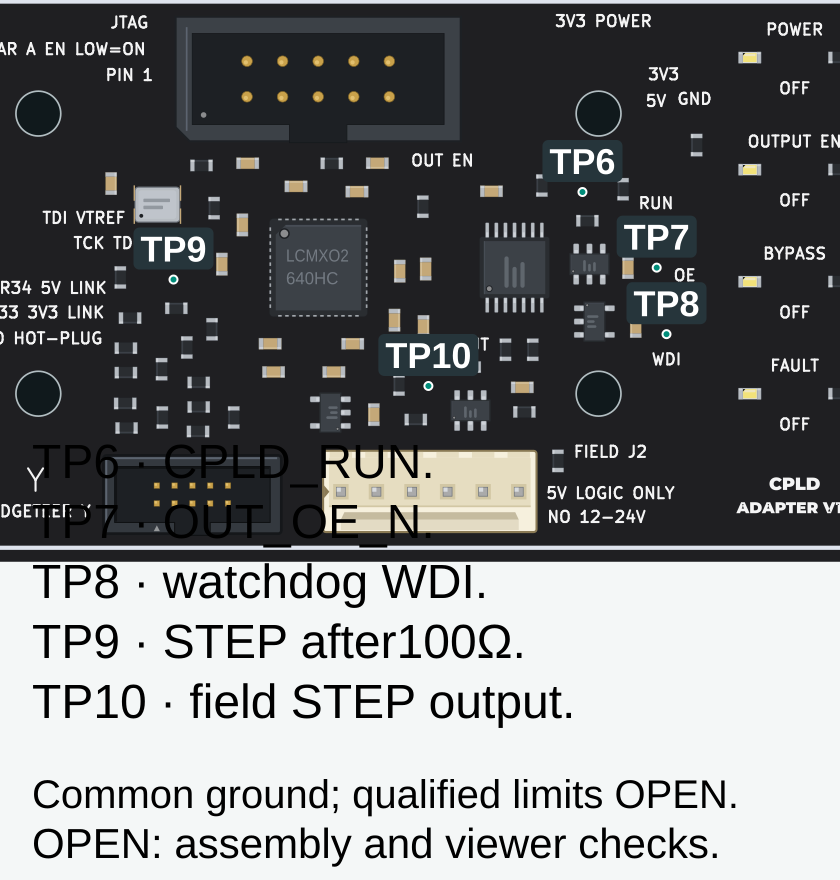 JTAG
3V3 POWER
POWER
AR A EN LOW=ON
PIN 1
3V3
5V GND
OFF
OUTPUT EN
OUT EN
TP6
OFF
RUN
TDI VTREF
TCK TD
TP9
TP7
LCMXO2
640HC
BYPASS
OE
R34 5V LINK
TP8
33 3V3 LINK
OFF
O HOT-PLUG
TP10
T
WDI
FAULT
OFF
FIELD J2
TP6 · CPLD_RUN.
Y
5V LOGIC ONLY
CPLD
NO 12-24V
ADAPTER V1
TP7 · OUT_OE_N.
TP8 · watchdog WDI.
TP9 · STEP after100Ω.
TP10 · field STEP output.
Common ground; qualified limits OPEN.
OPEN: assembly and viewer checks.